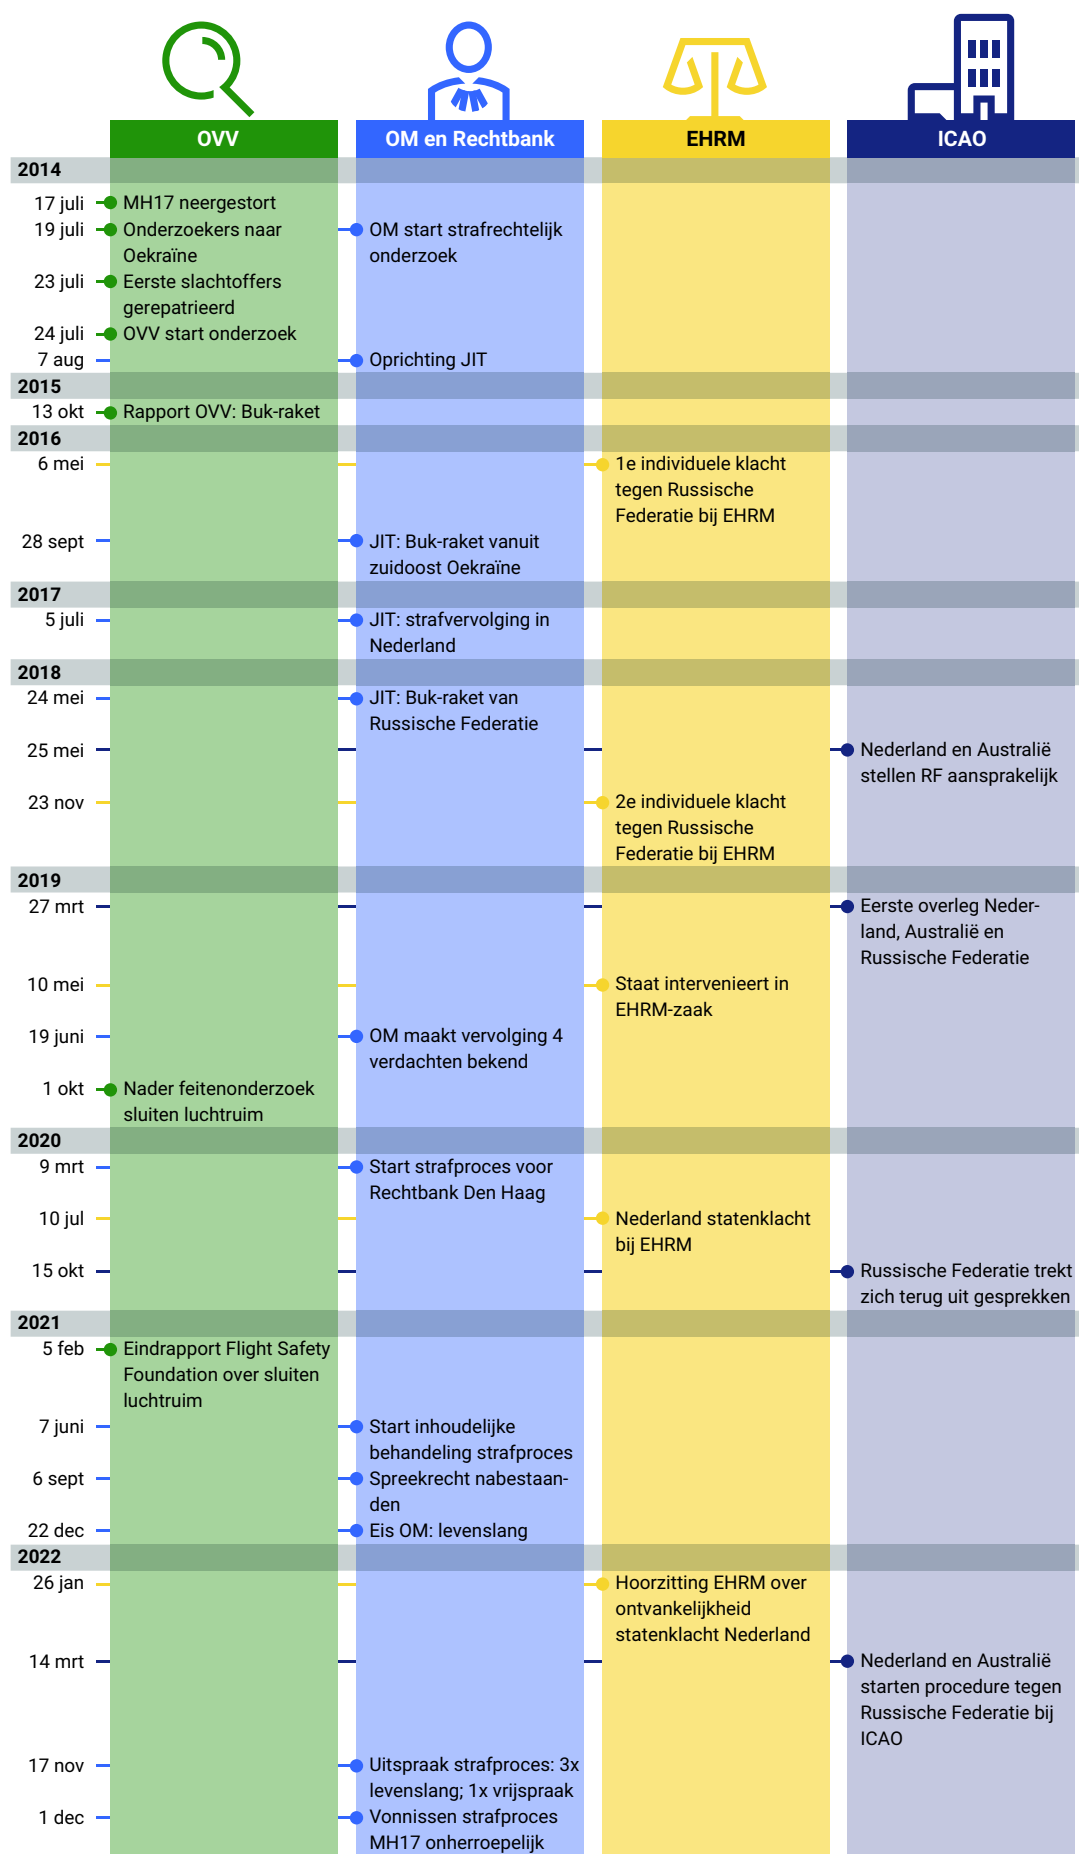 OVV
OM en Rechtbank
EHRM
ICAO
2014
17 juli
MH17 neergestort
19 juli
Onderzoekers naar
Oekraïne
OM start strafrechtelijk
onderzoek
23 juli
Eerste slachtoffers
gerepatrieerd
24 juli
OVV start onderzoek
7 aug
Oprichting JIT
2015
13 okt
Rapport OVV: Buk-raket
2016
6 mei
1e individuele klacht
tegen Russische
Federatie bij EHRM
28 sept
JIT: Buk-raket vanuit
zuidoost Oekraïne
2017
5 juli
JIT: strafvervolging in
Nederland
2018
24 mei
JIT: Buk-raket van
Russische Federatie
25 mei
Nederland en Australië
stellen RF aansprakelijk
23 nov
2e individuele klacht
tegen Russische
Federatie bij EHRM
2019
27 mrt
Eerste overleg Neder-
land, Australië en
Russische Federatie
10 mei
Staat intervenieert in
EHRM-zaak
19 juni
OM maakt vervolging 4
verdachten bekend
1 okt
Nader feitenonderzoek
sluiten luchtruim
2020
9 mrt
Start strafproces voor
Rechtbank Den Haag
10 jul
Nederland statenklacht
bij EHRM
15 okt
Russische Federatie trekt
zich terug uit gesprekken
2021
5 feb
Eindrapport Flight Safety
Foundation over sluiten
luchtruim
7 juni
Start inhoudelijke
behandeling strafproces
6 sept
Spreekrecht nabestaan-
den
22 dec
Eis OM: levenslang
2022
26 jan
Hoorzitting EHRM over
ontvankelijkheid
statenklacht Nederland
14 mrt
Nederland en Australië
starten procedure tegen
Russische Federatie bij
ICAO
17 nov
Uitspraak strafproces: 3x
levenslang; 1x vrijspraak
1 dec
Vonnissen strafproces
MH17 onherroepelijk